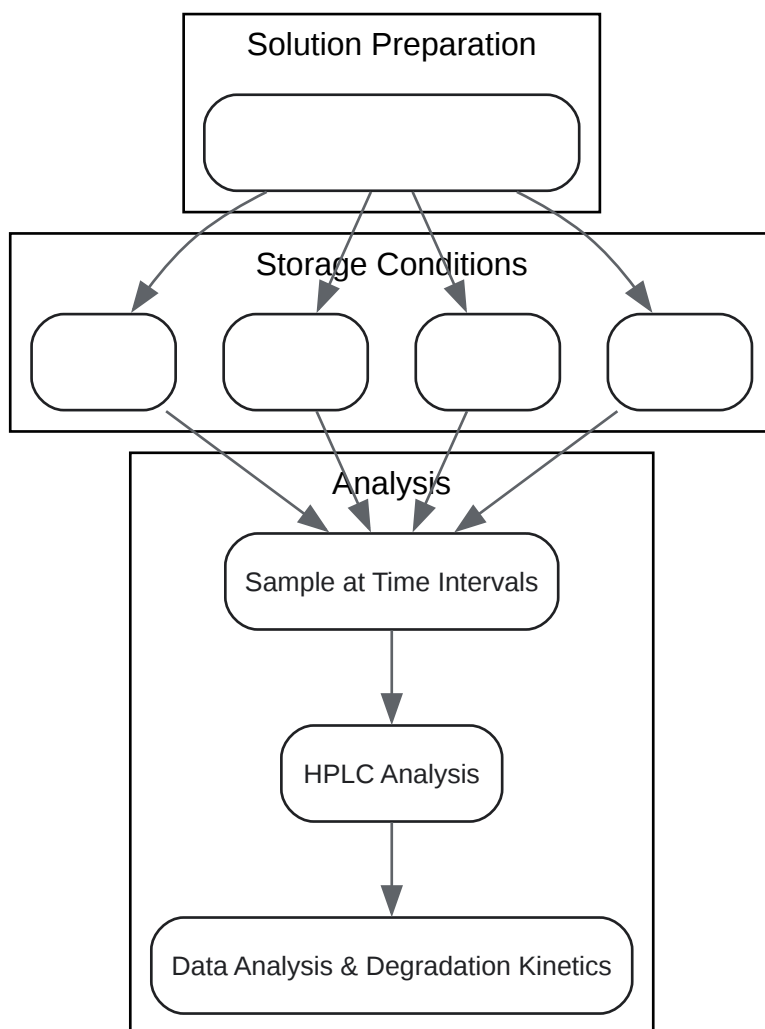 Solution Preparation
Storage Conditions
Analysis
Sample at Time Intervals
HPLC Analysis
Data Analysis & Degradation Kinetics